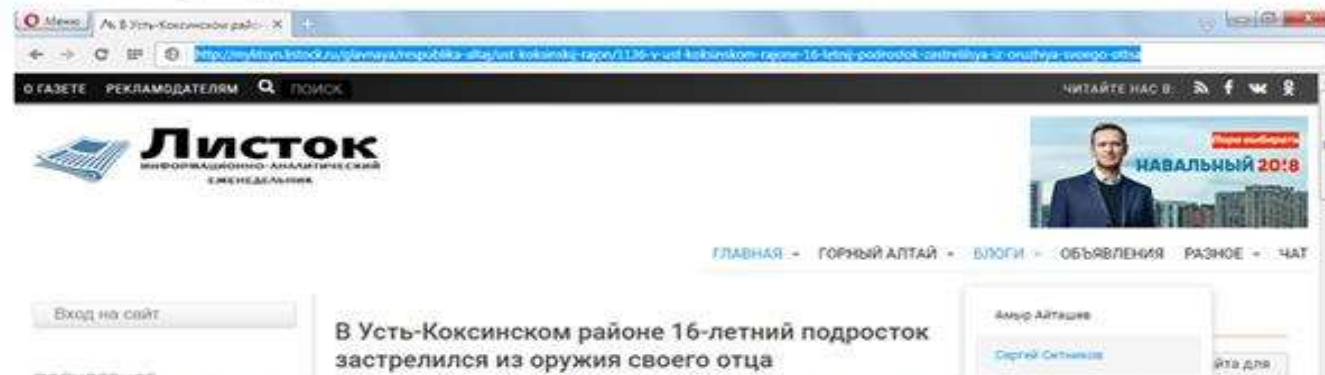 Меню
В Усть-Коксинском райо
О ГАЗЕТЕ РЕКЛАМОДАТЕЛЯМ ПОИСК
ЧИТАЙТЕ НАС В:
Листок
ИНФОРМАЦИОННО-АНАЛИТИЧЕСКИЙ
ЕЖЕНЕДЕЛЬНИК
НАВАЛЬНЫЙ 20!8
ГЛАВНАЯ ГОРНЫЙ АЛТАЙ БЛОГИ ОБЪЯВЛЕНИЯ РАЗНОЕ ЧАТ
Вход на сайт
В Усть-Коксинском районе 16-летний подросток
застрелился из оружия своего отца
Амыр Айташев
Сергей Ситников
йта для